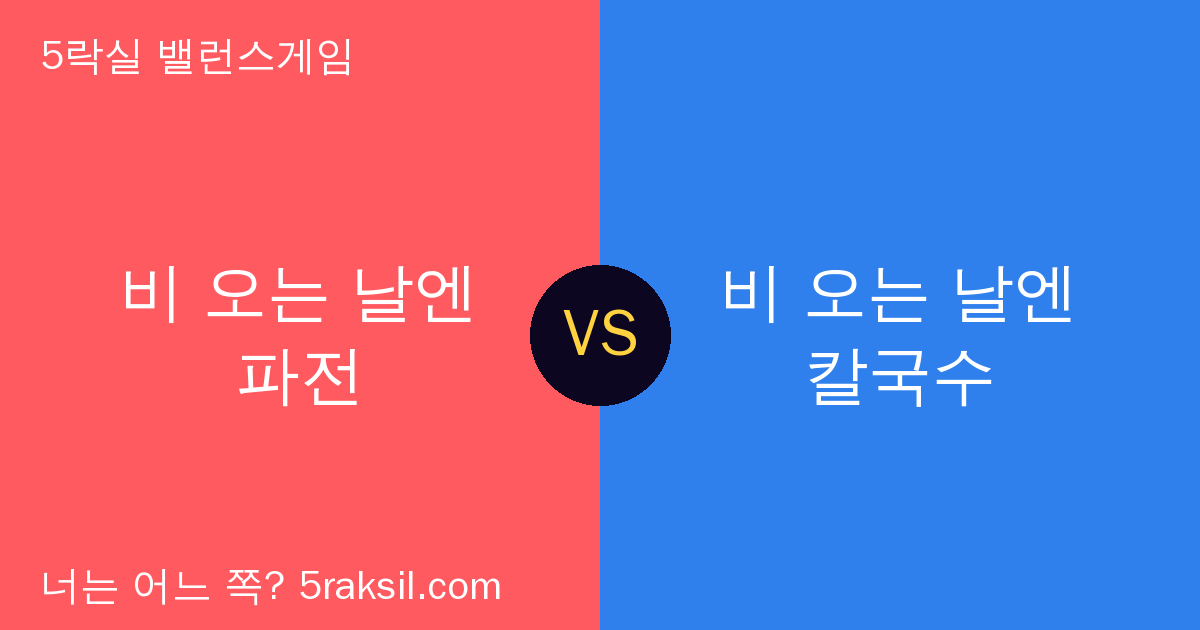 5락실 밸런스게임
비 오는 날엔
파전
VS
비 오는 날엔
칼국수
너는 어느 쪽? 5raksil.com